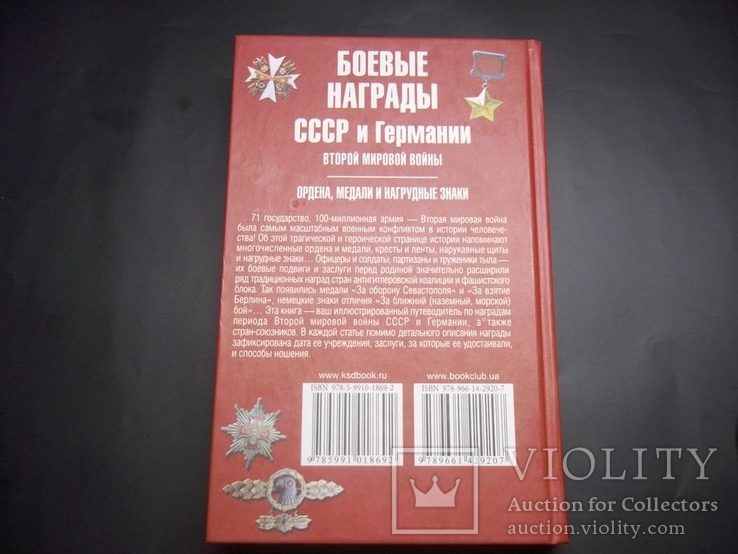 БОЕВЫЕ
НАГРАДЫ
СССР и Германии
ВТОРОЙ МИРОВОЙ ВОЙНЫ
ОРДЕНА, МЕДАЛИ И НАГРУДНЫЕ ЗНАКИ
71 государство, 100-миллионная армия — Вторая мировая война
была самым масштабным военным конфликтом в истории человече-
ства! Об этой трагической и героической странице истории напоминают
многочисленные ордена и медали, кресты и ленты, нарукавные щиты
и нагрудные знаки… Офицеры и солдаты, партизаны и труженики тыла —
их боевые подвиги и заслуги перед родиной значительно расширили
ряд традиционных наград стран антигитлеровской коалиции и фашистского
блока. Так появились медали «За оборону Севастополя» и «За взятие
Берлина», немецкие знаки отличия «За ближний (наземный, морской)
бой»… Эта книга — ваш иллюстрированный путеводитель по наградам
периода Второй мировой войны СССР и Германии, а также
стран-союзников. В каждой статье помимо детального описания награды
зафиксирована дата ее учреждения, заслуги, за которые ее удостаивали,
и способы ношения.
www.ksdbook.ru
www.bookclub.ua
ISBN 978-5-9910-1869-2
ISBN 978-966-14-2920-7
9 785991 018692
9 789661 429207
VIOLITY
Auction for Collectors
auction.violity.com